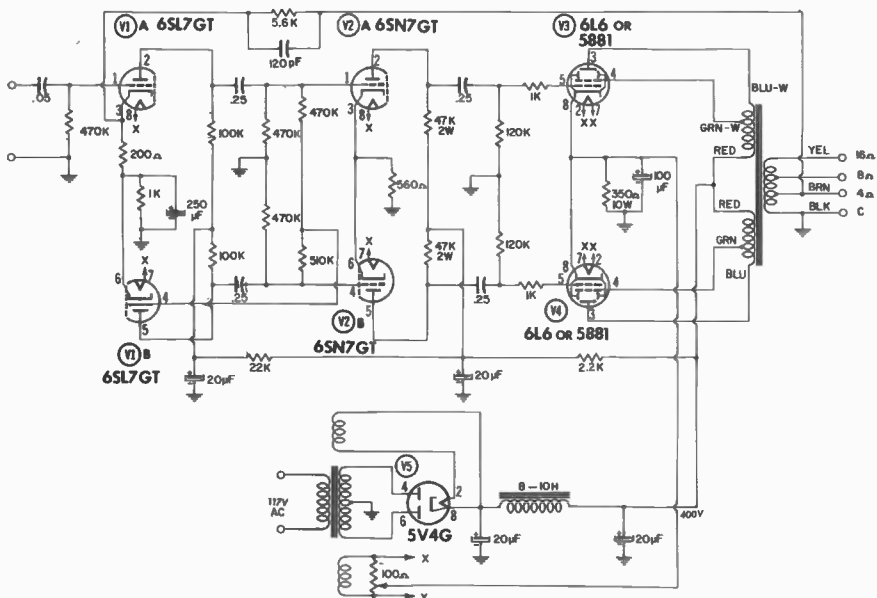 V1 A 6SL7GT
5.6K
120pF
V2 A 6SN7GT
V3 6L6 OR
5881
.05
1
2
3
8
X
470K
200Ω
1K
250
μF
100K
.25
470K
470K
470K
510K
1
2
3
8
X
560Ω
47K
2W
.25
120K
1K
3
4
5
8
2
7
XX
BLU-W
GRN-W
RED
350Ω
10W
100
μF
RED
GRN
BLU
YEL
16Ω
8Ω
BRN
4Ω
BLK
C
X
7
6
4
5
100K
.25
V1 B
6SL7GT
X
7
6
4
8
5
V2 B
6SN7GT
47K
2W
.25
120K
1K
XX
7
2
8
5
4
3
V4
6L6 OR 5881
20μF
22K
20μF
2.2K
117V
AC
V5
4
6
2
8
5V4G
20μF
8-10H
20μF
400V
100Ω
X
X